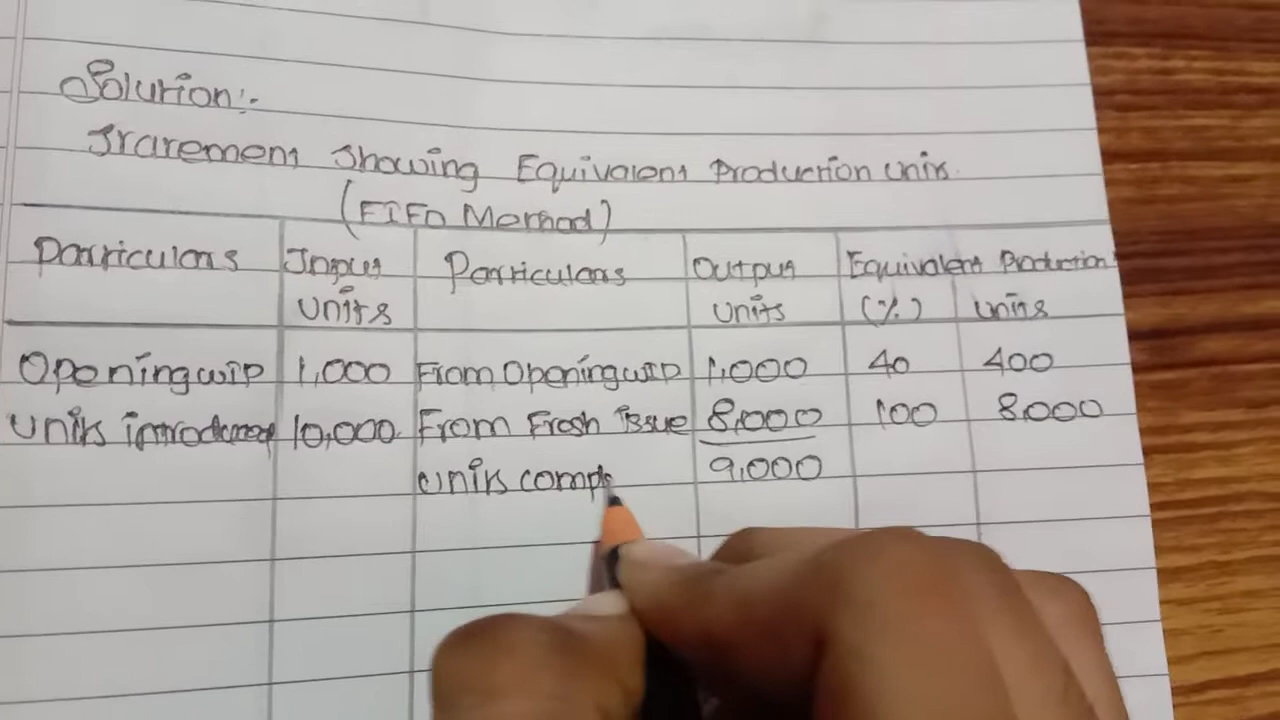 Solution:-
Statement Showing Equivalent Production Units
(FIFO Method)
Particulars Input Particulars Output Equivalent Production
Units Units (%) Units
Opening WIP 1,000 From Opening WIP 1,000 40 400
Units introduced 10,000 From Fresh issue 8,000 100 8,000
Units comple 9,000